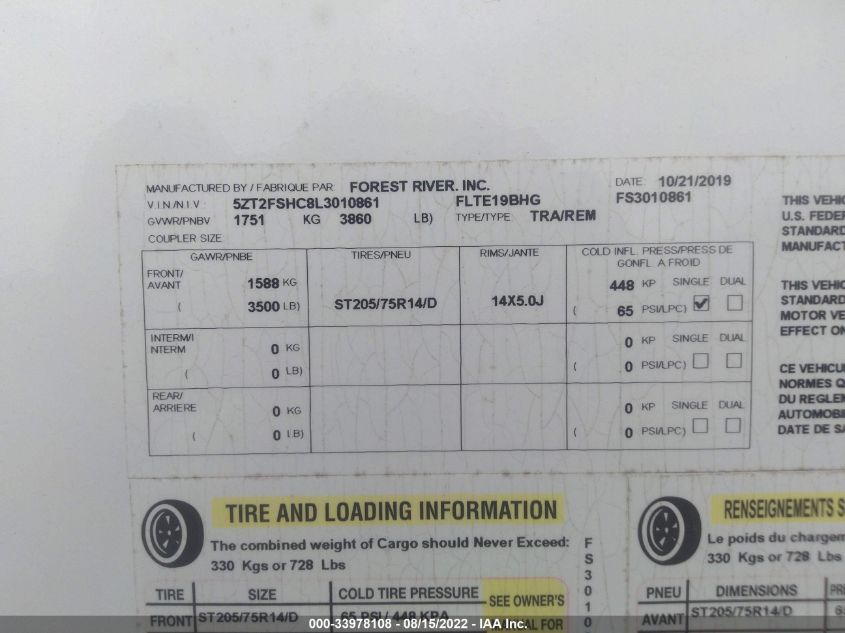 MANUFACTURED BY / FABRIQUE PAR FOREST RIVER. INC. DATE 10/21/2019
V.I.N/N.I.V : 5ZT2FSHC8L3010861 FLTE19BHG FS3010861
GVWR/PNBV 1751 KG 3860 LB) TYPE/TYPE: TRA/REM
COUPLER SIZE
GAWR/PNBE TIRES/PNEU RIMS/JANTE COLD INFL. PRESS/PRESS DE
GONFL. A FROID
FRONT/
AVANT 1588 KG 448 KP SINGLE DUAL
( 3500 LB) ST205/75R14/D 14X5.0J ( 65 PSI/LPC)
INTERM/I
NTERM 0 KG 0 KP SINGLE DUAL
( 0 LB) ( 0 PSI/LPC)
REAR/
ARRIERE 0 KG 0 KP SINGLE DUAL
( 0 LB) ( 0 PSI/LPC)
THIS VEHIC
U.S. FEDER
STANDARD
MANUFACT
THIS VEHIC
STANDARD
MOTOR VE
EFFECT ON
CE VEHICU
NORMES Q
DU REGLEM
AUTOMOBI
DATE DE SA
TIRE AND LOADING INFORMATION
The combined weight of Cargo should Never Exceed:
330 Kgs or 728 Lbs
TIRE SIZE COLD TIRE PRESSURE SEE OWNER'S
FRONT ST205/75R14/D 65 PSI/ 448 KPA
FS3010
RENSEIGNEMENTS S
Le poids du chargem
330 Kgs or 728 Lbs
PNEU DIMENSIONS
AVANT ST205/75R14/D
000-33978108 - 08/15/2022 - IAA Inc.